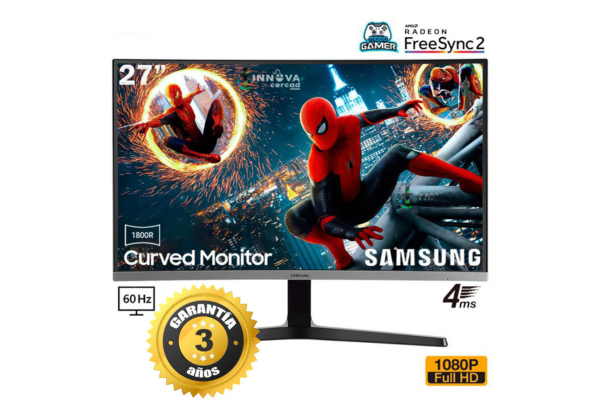 AMD
RADEON
FreeSync 2
GAMER
27”
INNOVA
cercad
1800R
Curved Monitor
SAMSUNG
SAMSUNG
60 Hz
4ms
GARANTÍA
3
años
1080P
Full HD